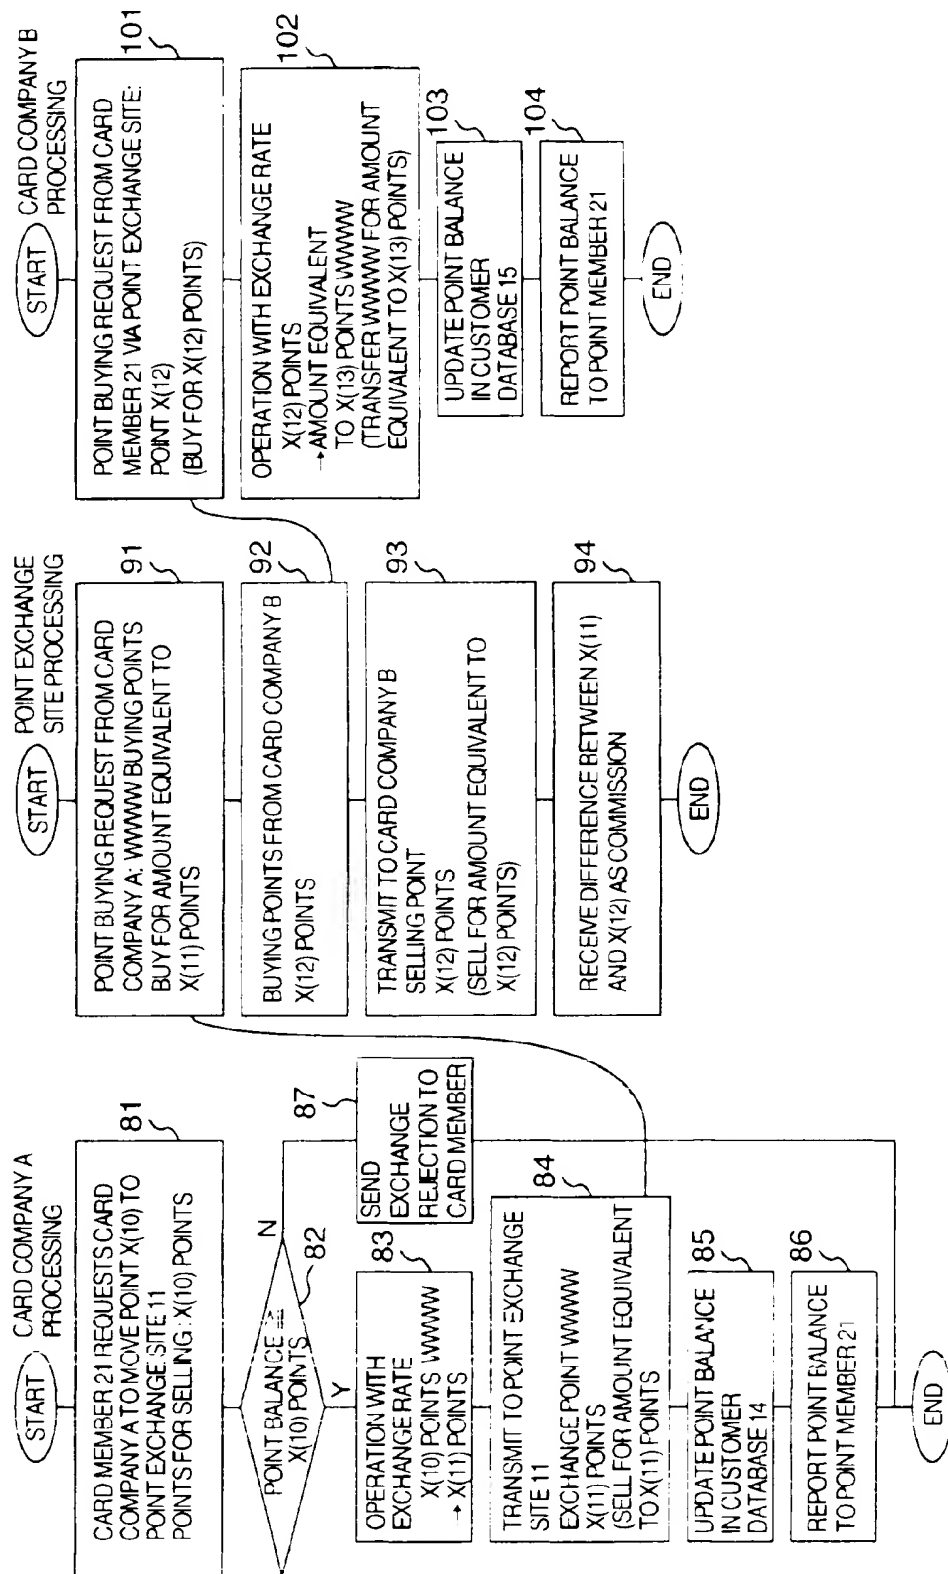 START
CARD COMPANY A
PROCESSING
81
CARD MEMBER 21 REQUESTS CARD
COMPANY A TO MOVE POINT X(10) TO
POINT EXCHANGE SITE 11
POINTS FOR SELLING : X(10) POINTS
82
POINT BALANCE ≧
X(10) POINTS
N
Y
87
SEND
EXCHANGE
REJECTION TO
CARD MEMBER
83
OPERATION WITH
EXCHANGE RATE
X(10) POINTS WWWW
→ X(11) POINTS
84
TRANSMIT TO POINT EXCHANGE
SITE 11
EXCHANGE POINT WWWW
X(11) POINTS
(SELL FOR AMOUNT EQUIVALENT
TO X(11) POINTS
85
UPDATE POINT BALANCE
IN CUSTOMER
DATABASE 14
86
REPORT POINT BALANCE
TO POINT MEMBER 21
END
START
POINT EXCHANGE
SITE PROCESSING
91
POINT BUYING REQUEST FROM CARD
COMPANY A: WWWW BUYING POINTS
BUY FOR AMOUNT EQUIVALENT TO
X(11) POINTS
92
BUYING POINTS FROM CARD COMPANY B
X(12) POINTS
93
TRANSMIT TO CARD COMPANY B
SELLING POINT
X(12) POINTS
(SELL FOR AMOUNT EQUIVALENT TO
X(12) POINTS)
94
RECEIVE DIFFERENCE BETWEEN X(11)
AND X(12) AS COMMISSION
END
START
CARD COMPANY B
PROCESSING
101
POINT BUYING REQUEST FROM CARD
MEMBER 21 VIA POINT EXCHANGE SITE:
POINT X(12)
(BUY FOR X(12) POINTS)
102
OPERATION WITH EXCHANGE RATE
X(12) POINTS
→AMOUNT EQUIVALENT
TO X(13) POINTS WWWW
(TRANSFER WWWW FOR AMOUNT
EQUIVALENT TO X(13) POINTS)
103
UPDATE POINT BALANCE
IN CUSTOMER
DATABASE 15
104
REPORT POINT BALANCE
TO POINT MEMBER 21
END